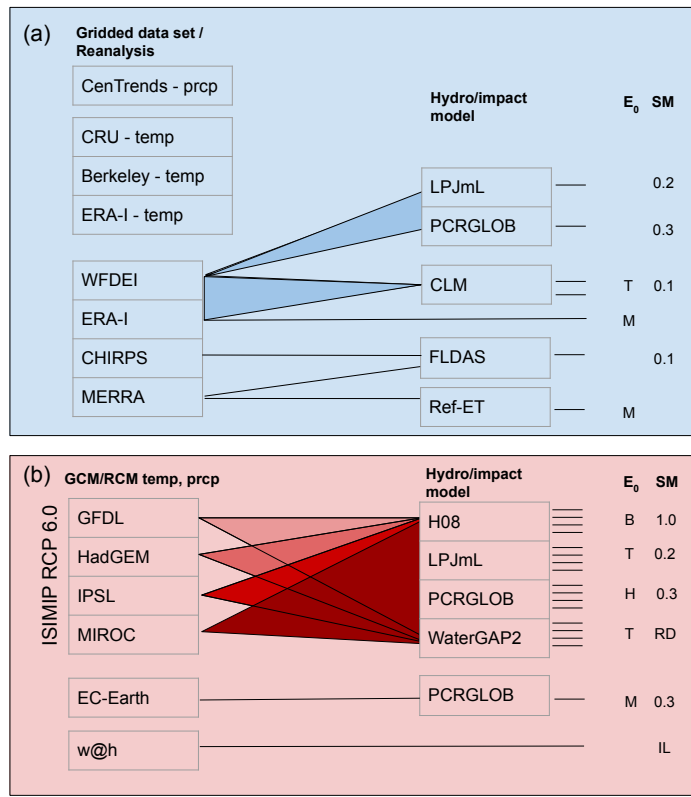 (a)
Gridded data set /
Reanalysis
CenTrends - prcp
CRU - temp
Berkeley - temp
ERA-I - temp
WFDEI
ERA-I
CHIRPS
MERRA
Hydro/impact
model
E₀ SM
LPJmL 0.2
PCRGLOB 0.3
CLM T 0.1
M
FLDAS 0.1
Ref-ET M
(b)
GCM/RCM temp, prcp
Hydro/impact
model
E₀ SM
ISIMIP RCP 6.0
GFDL
HadGEM
IPSL
MIROC
H08 B 1.0
LPJmL T 0.2
PCRGLOB H 0.3
WaterGAP2 T RD
EC-Earth PCRGLOB M 0.3
w@h IL